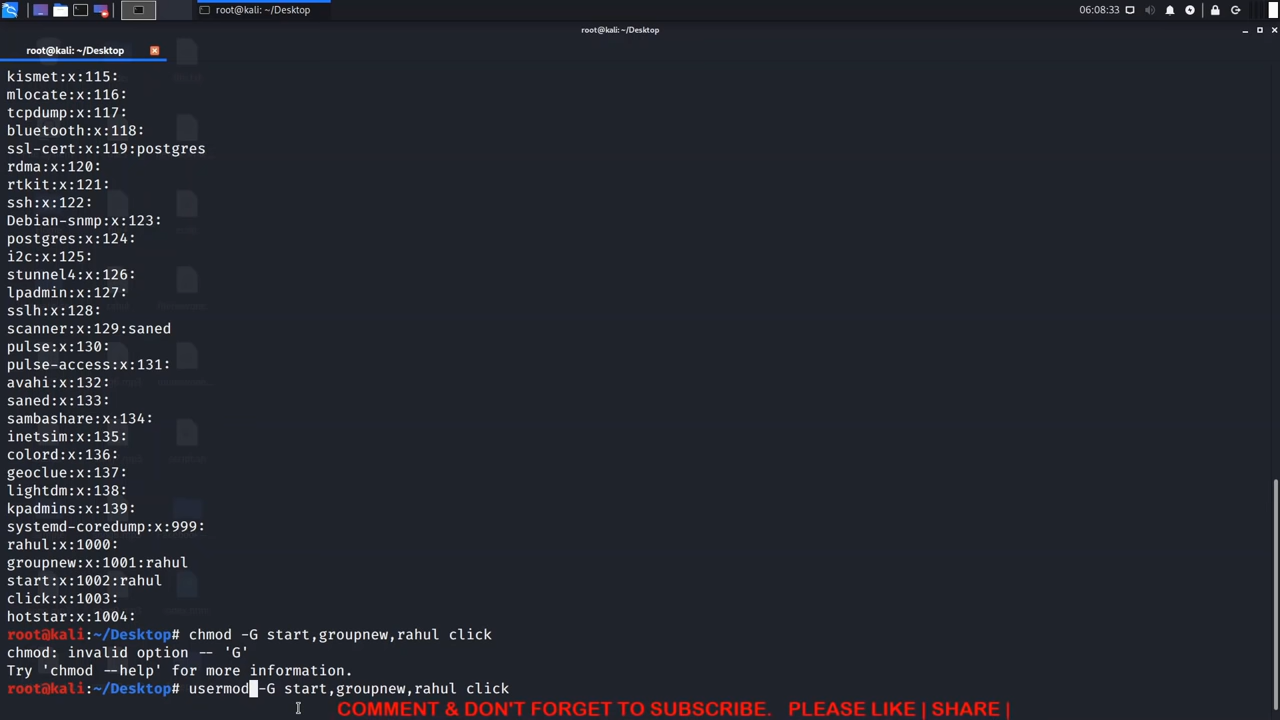 root@kali: ~/Desktop
06:08:33
root@kali: ~/Desktop
root@kali: ~/Desktop
kismet:x:115:
mlocate:x:116:
tcpdump:x:117:
bluetooth:x:118:
ssl-cert:x:119:postgres
rdma:x:120:
rtkit:x:121:
ssh:x:122:
Debian-snmp:x:123:
postgres:x:124:
i2c:x:125:
stunnel4:x:126:
lpadmin:x:127:
sslh:x:128:
scanner:x:129:saned
pulse:x:130:
pulse-access:x:131:
avahi:x:132:
saned:x:133:
sambashare:x:134:
inetsim:x:135:
colord:x:136:
geoclue:x:137:
lightdm:x:138:
kpadmins:x:139:
systemd-coredump:x:999:
rahul:x:1000:
groupnew:x:1001:rahul
start:x:1002:rahul
click:x:1003:
hotstar:x:1004:
root@kali:~/Desktop# chmod -G start,groupnew,rahul click
chmod: invalid option -- 'G'
Try 'chmod --help' for more information.
root@kali:~/Desktop# usermod -G start,groupnew,rahul click
COMMENT & DON'T FORGET TO SUBSCRIBE. PLEASE LIKE | SHARE |